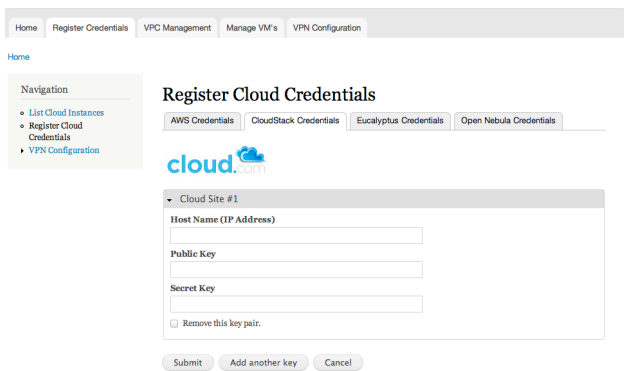 Home Register Credentials VPC Management Manage VM's VPN Configuration
Home
Navigation
List Cloud Instances
Register Cloud
Credentials
VPN Configuration
Register Cloud Credentials
AWS Credentials CloudStack Credentials Eucalyptus Credentials Open Nebula Credentials
cloud.com
Cloud Site #1
Host Name (IP Address)
Public Key
Secret Key
Remove this key pair.
Submit Add another key Cancel